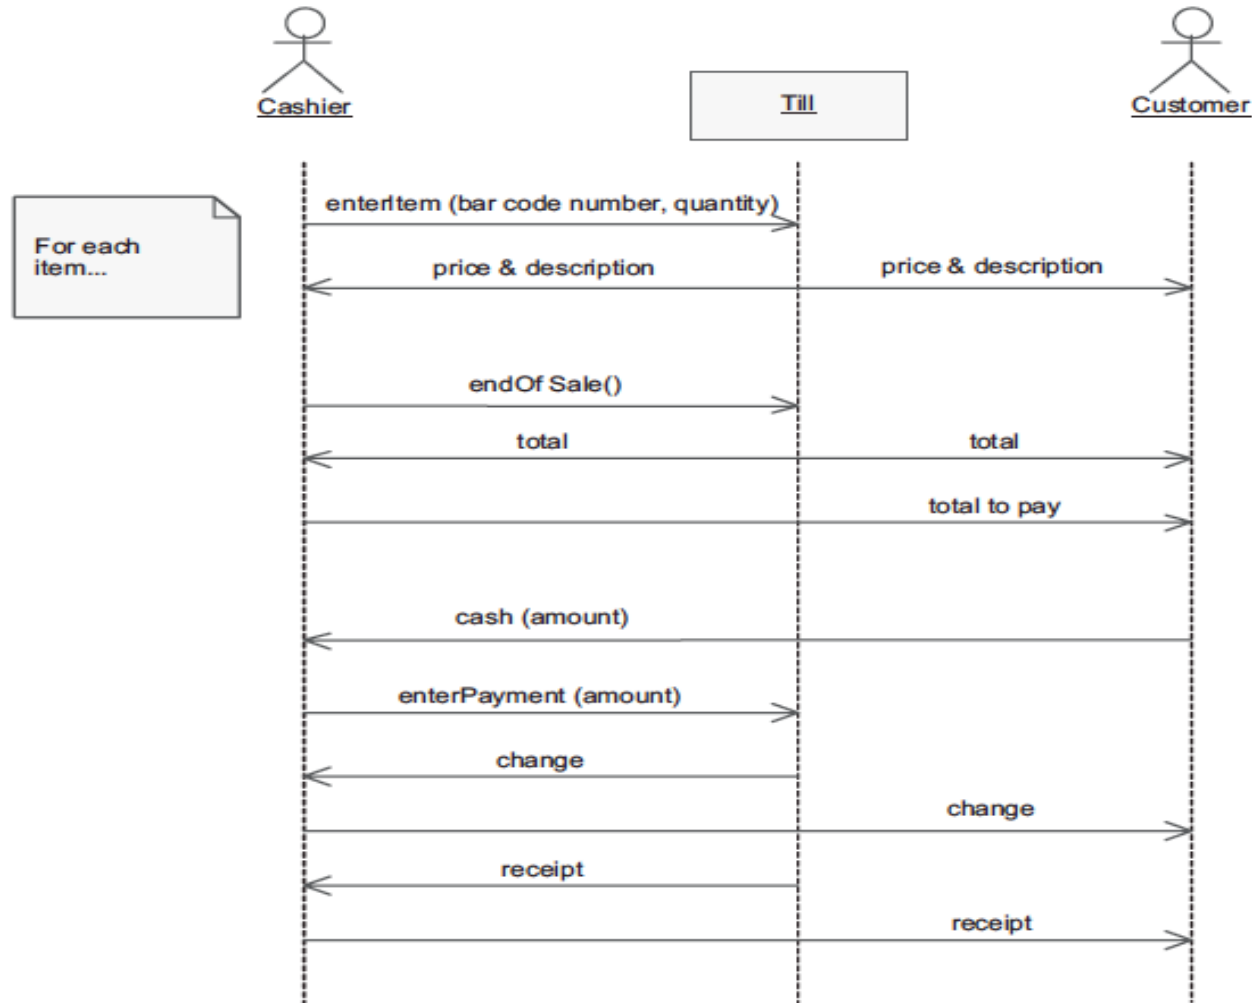 Cashier
Till
Customer
For each
item...
enterItem (bar code number, quantity)
price & description
price & description
endOf Sale()
total
total
total to pay
cash (amount)
enterPayment (amount)
change
change
receipt
receipt